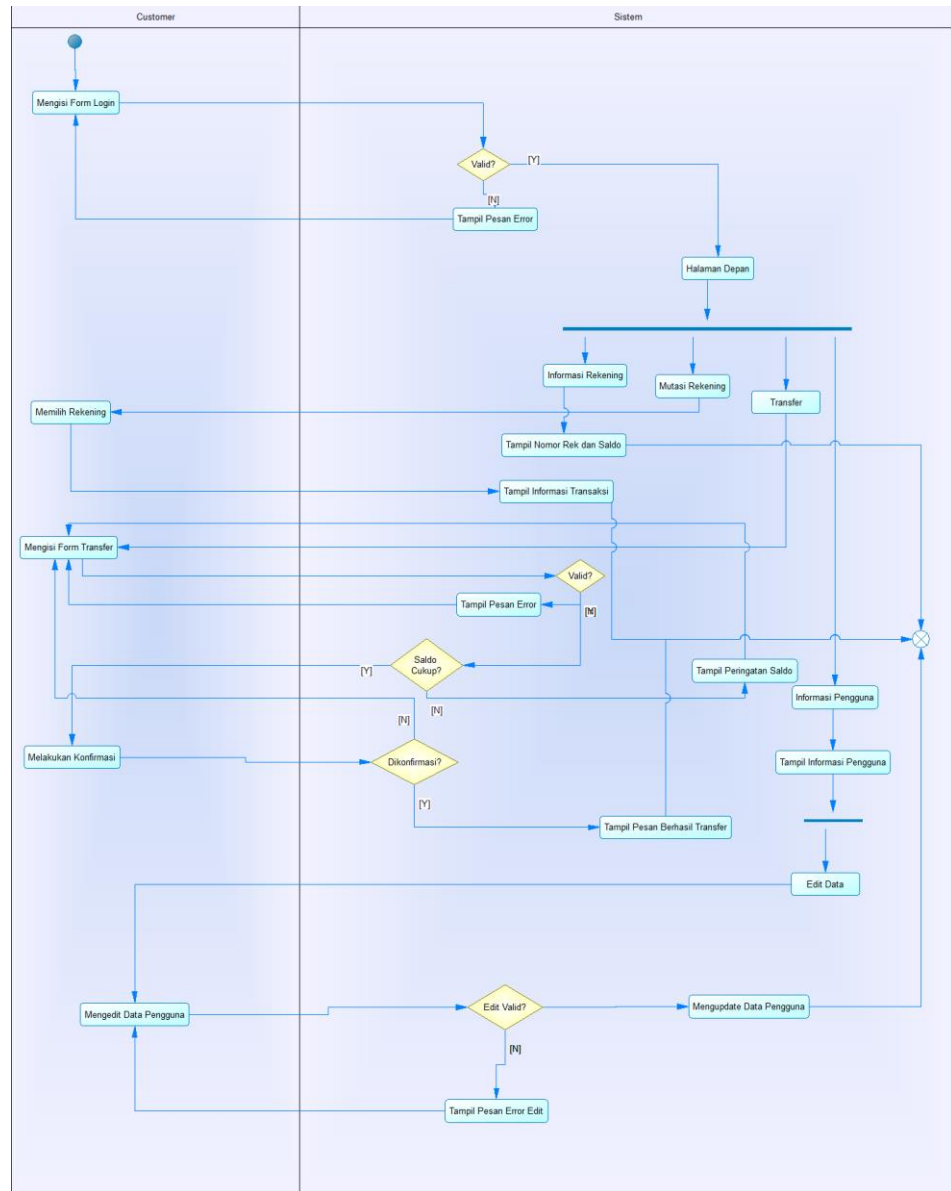 Customer
Sistem
Mengisi Form Login
Valid?
[Y]
[N]
Tampil Pesan Error
Halaman Depan
Informasi Rekening
Mutasi Rekening
Transfer
Memilih Rekening
Tampil Nomor Rek dan Saldo
Tampil Informasi Transaksi
Mengisi Form Transfer
Valid?
Tampil Pesan Error
Saldo
Cukup?
[Y]
[N]
Tampil Peringatan Saldo
Informasi Pengguna
[N]
Melakukan Konfirmasi
Dikonfirmasi?
Tampil Informasi Pengguna
[Y]
Tampil Pesan Berhasil Transfer
Edit Data
Mengedit Data Pengguna
Edit Valid?
Mengupdate Data Pengguna
[N]
Tampil Pesan Error Edit